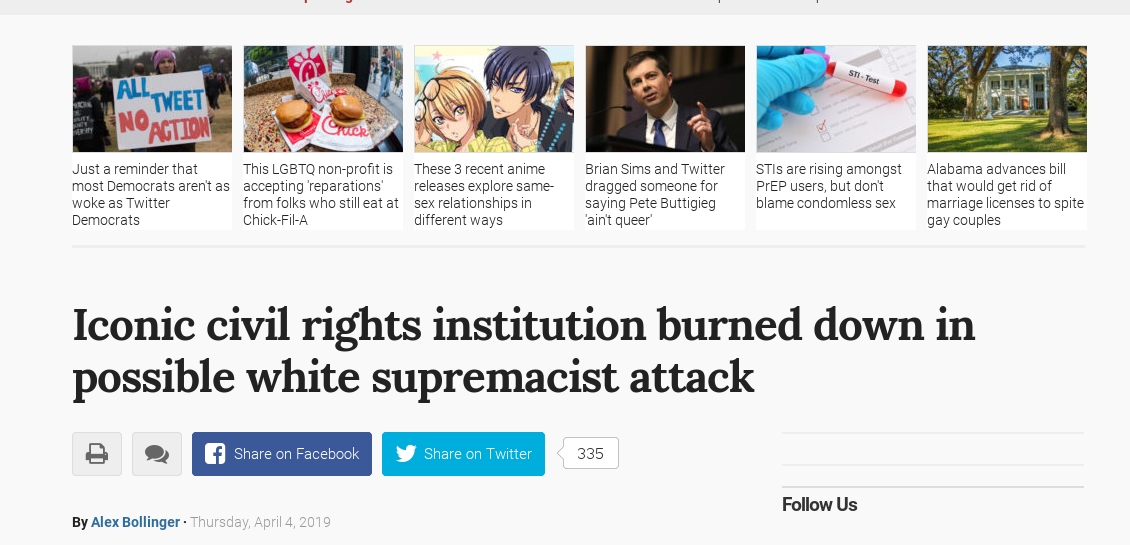 ALL
TWEET
NO
ACTION
Chick
STI - Test
Just a reminder that
most Democrats aren't as
woke as Twitter
Democrats
This LGBTQ non-profit is
accepting 'reparations'
from folks who still eat at
Chick-Fil-A
These 3 recent anime
releases explore same-
sex relationships in
different ways
Brian Sims and Twitter
dragged someone for
saying Pete Buttigieg
'ain't queer'
STIs are rising amongst
PrEP users, but don't
blame condomless sex
Alabama advances bill
that would get rid of
marriage licenses to spite
gay couples
Iconic civil rights institution burned down in
possible white supremacist attack
Share on Facebook
Share on Twitter
335
Follow Us
By Alex Bollinger · Thursday, April 4, 2019